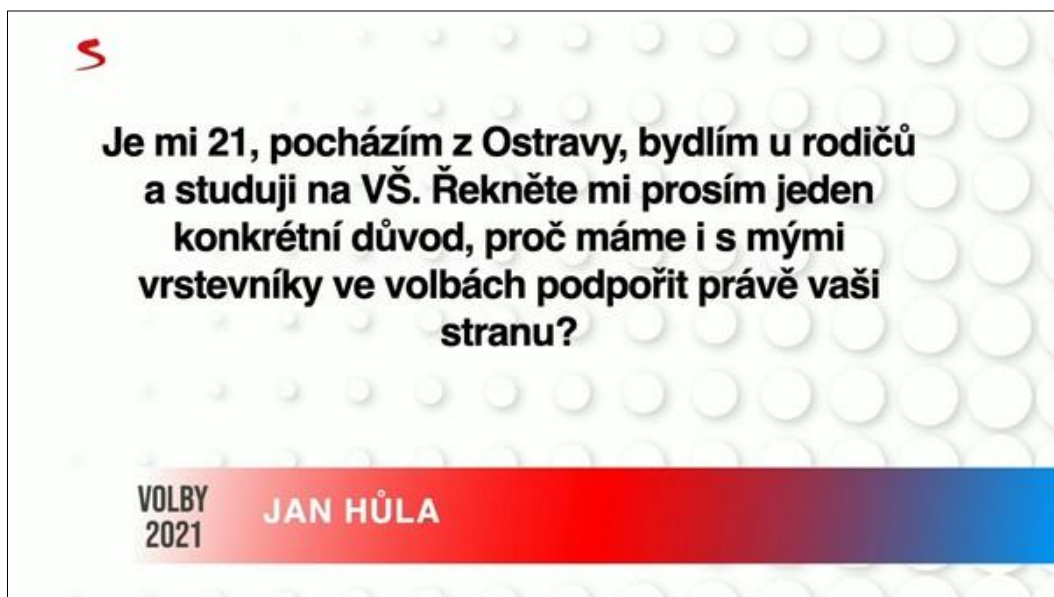 Je mi 21, pocházím z Ostravy, bydlím u rodičů
a studuji na VŠ. Řekněte mi prosím jeden
konkrétní důvod, proč máme i s mými
vrstevníky ve volbách podpořit právě vaši
stranu?
VOLBY
2021
JAN HŮLA